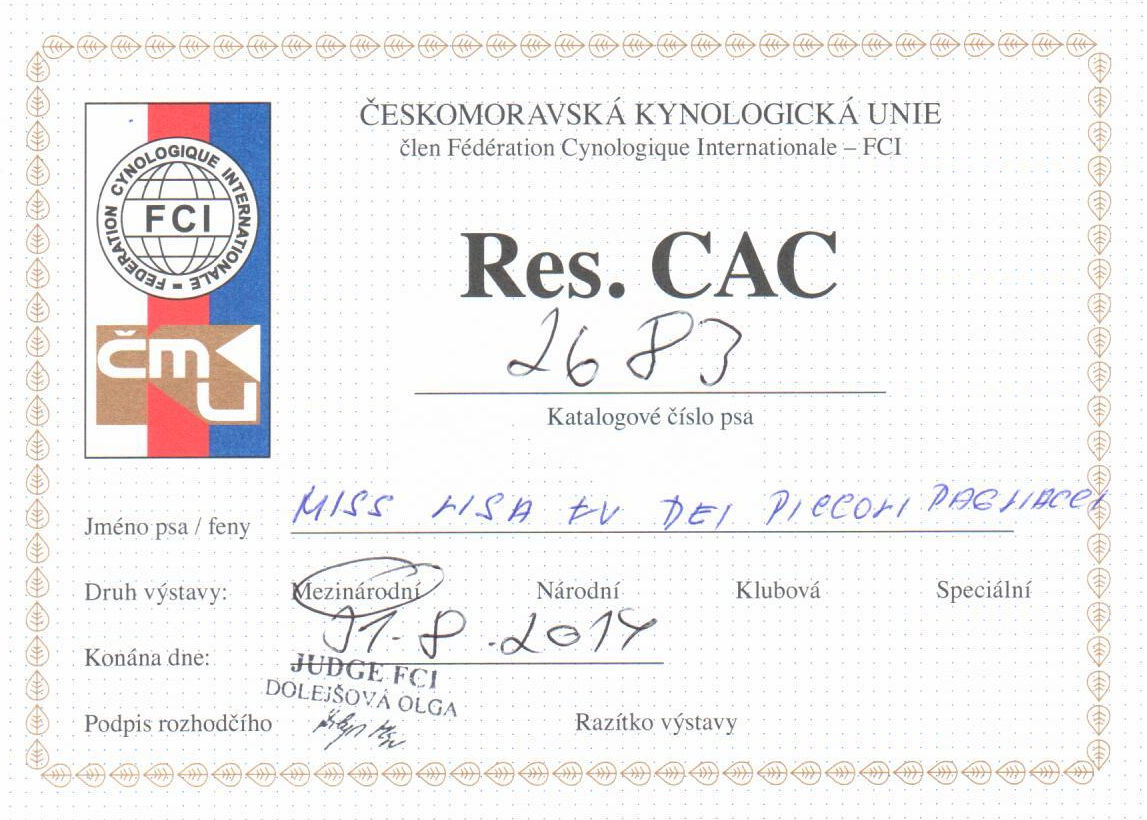 ČESKOMORAVSKÁ KYNOLOGICKÁ UNIE
člen Fédération Cynologique Internationale – FCI
FEDERATION CYNOLOGIQUE INTERNATIONALE –
FCI
ČMKU
Res. CAC
2683
Katalogové číslo psa
Jméno psa / feny MISS LISA EV DEI PICCOLI PAGLIACCI
Druh výstavy: Mezinárodní Národní Klubová Speciální
Konána dne: 31.8.2014
JUDGE FCI
DOLEJŠOVÁ OLGA
Podpis rozhodčího Razítko výstavy